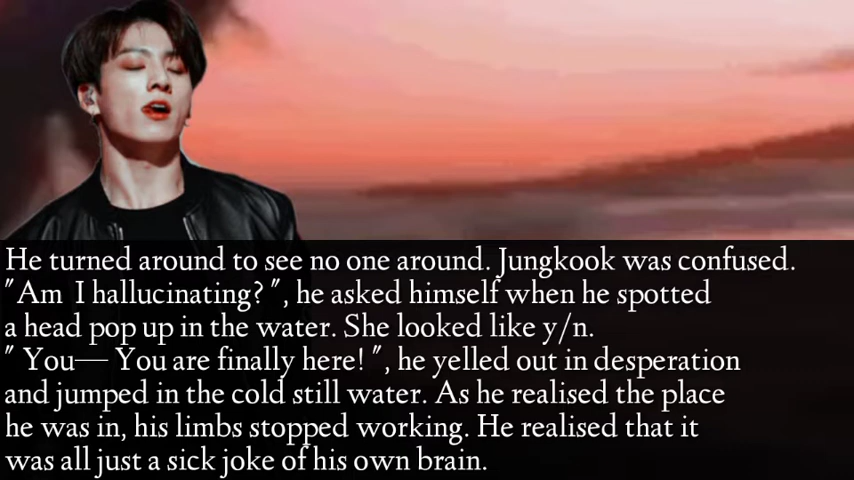 He turned around to see no one around. Jungkook was confused.
"Am I hallucinating? ", he asked himself when he spotted
a head pop up in the water. She looked like y/n.
" You— You are finally here! ", he yelled out in desperation
and jumped in the cold still water. As he realised the place
he was in, his limbs stopped working. He realised that it
was all just a sick joke of his own brain.